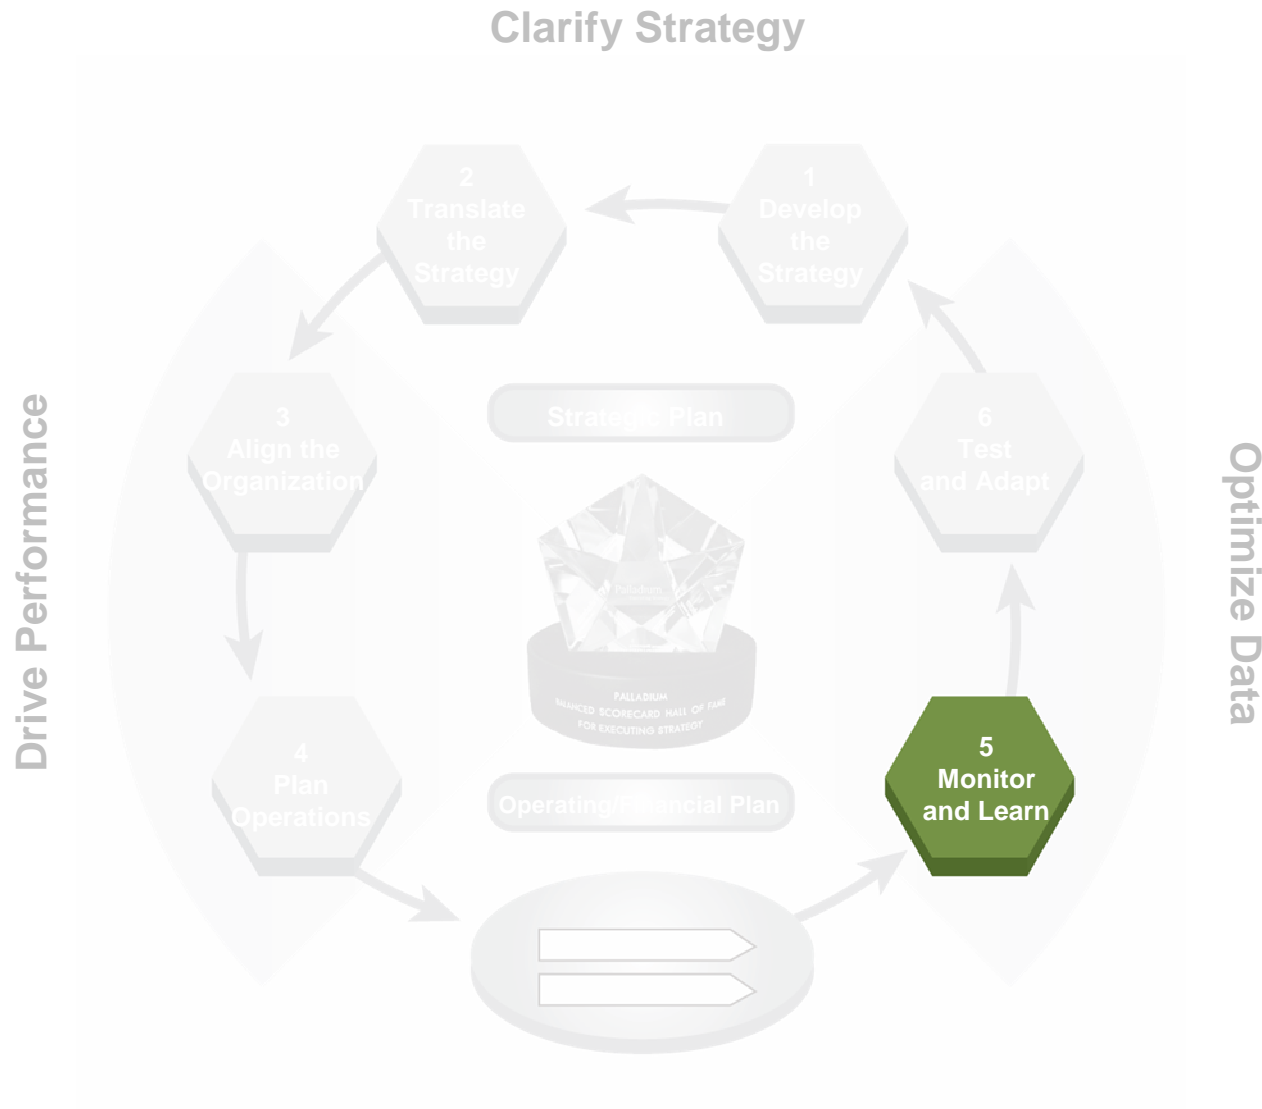 Clarify Strategy
2
Translate
the
Strategy
1
Develop
the
Strategy
Drive Performance
3
Align the
Organization
Strategic Plan
6
Test
and Adapt
Optimize Data
Palladium
PALLADIUM
BALANCED SCORECARD HALL OF FAME
FOR EXECUTING STRATEGY
4
Plan
Operations
Operating/Financial Plan
5
Monitor
and Learn